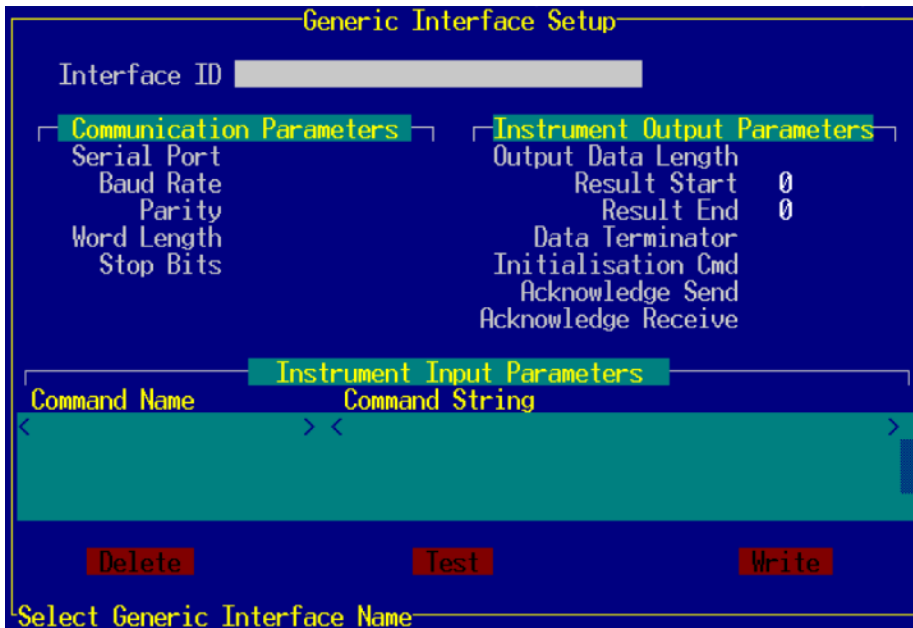 Generic Interface Setup
Interface ID
Communication Parameters
Serial Port
Baud Rate
Parity
Word Length
Stop Bits
Instrument Output Parameters
Output Data Length
Result Start 0
Result End 0
Data Terminator
Initialisation Cmd
Acknowledge Send
Acknowledge Receive
Instrument Input Parameters
Command Name Command String
< > < >
Delete Test Write
Select Generic Interface Name